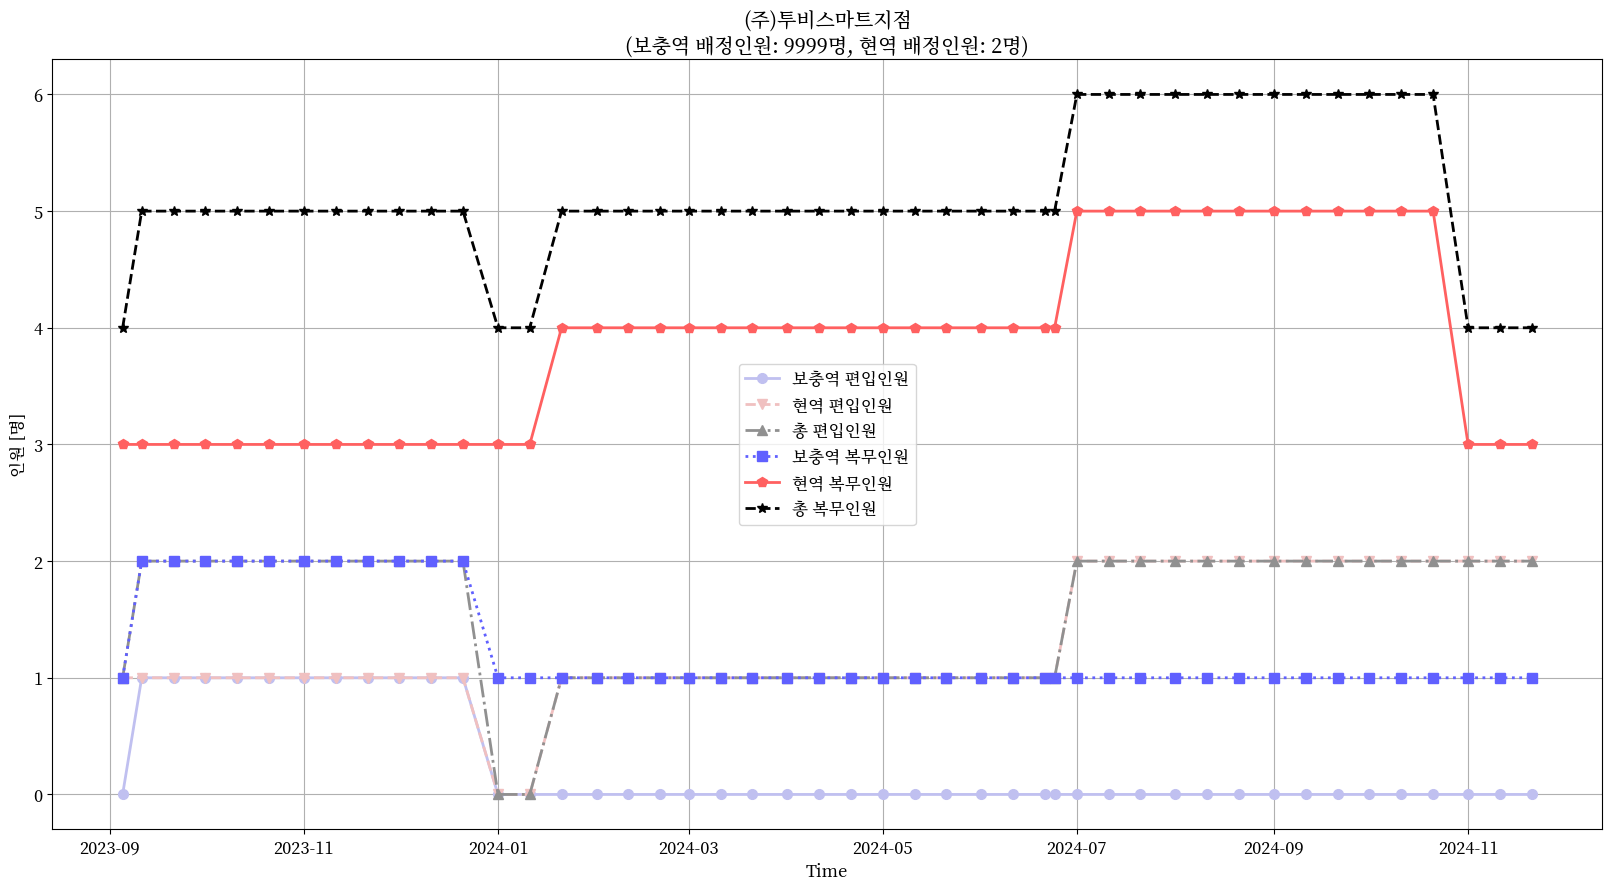 (주)투비스마트지점
(보충역 배정인원: 9999명, 현역 배정인원: 2명)
인원 [명]
6
5
4
3
2
1
0
보충역 편입인원
현역 편입인원
총 편입인원
보충역 복무인원
현역 복무인원
총 복무인원
2023-09
2023-11
2024-01
2024-03
2024-05
2024-07
2024-09
2024-11
Time